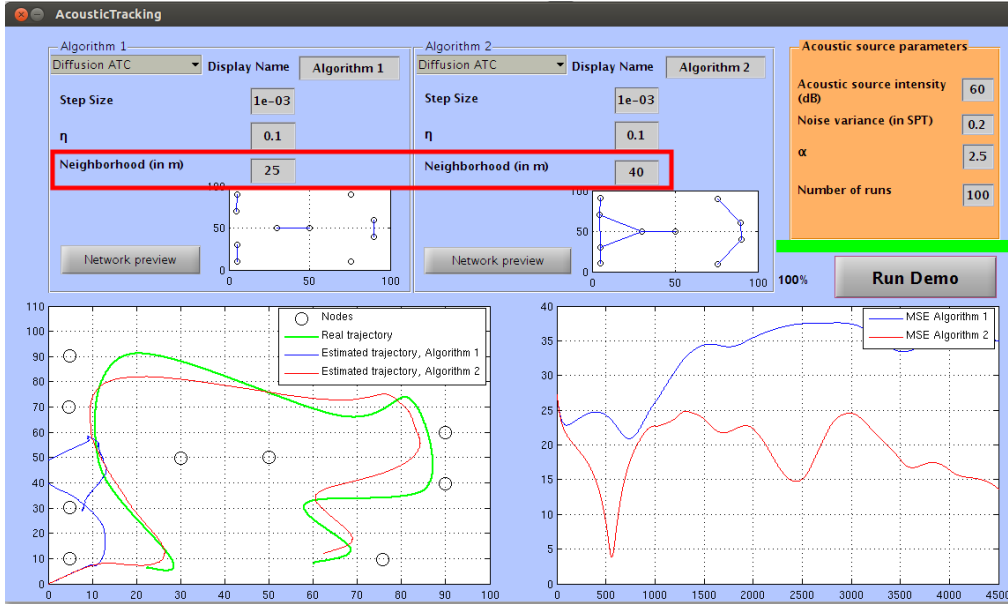 AcousticTracking
Algorithm 1
Diffusion ATC
Display Name
Algorithm 1
Step Size
1e-03
η
0.1
Neighborhood (in m)
25
100
50
0
0
50
100
Network preview
Algorithm 2
Diffusion ATC
Display Name
Algorithm 2
Step Size
1e-03
η
0.1
Neighborhood (in m)
40
100
50
0
0
50
100
Network preview
Acoustic source parameters
Acoustic source intensity
(dB)
60
Noise variance (in SPT)
0.2
α
2.5
Number of runs
100
100%
Run Demo
110
100
90
80
70
60
50
40
30
20
10
0
0 10 20 30 40 50 60 70 80 90 100
Nodes
Real trajectory
Estimated trajectory, Algorithm 1
Estimated trajectory, Algorithm 2
40
35
30
25
20
15
10
5
0
0 500 1000 1500 2000 2500 3000 3500 4000 4500
MSE Algorithm 1
MSE Algorithm 2